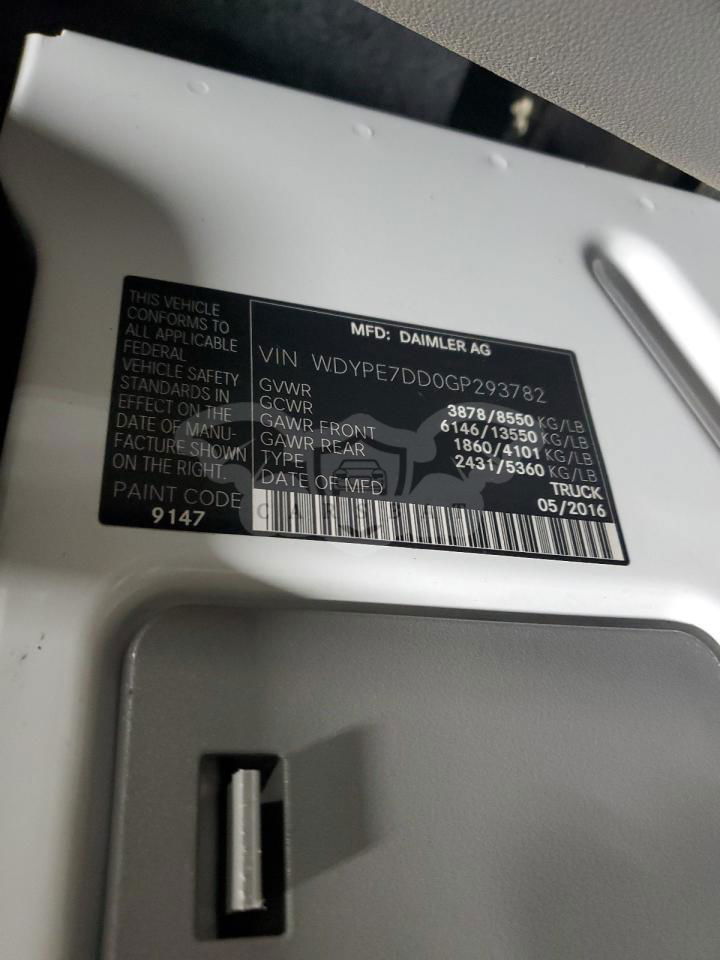 THIS VEHICLE
CONFORMS TO
ALL APPLICABLE
FEDERAL
VEHICLE SAFETY
STANDARDS IN
EFFECT ON THE
DATE OF MANU-
FACTURE SHOWN
ON THE RIGHT.
PAINT CODE
9147
MFD: DAIMLER AG
VIN WDYPE7DD0GP293782
GVWR 3878/8550 KG/LB
GCWR 6146/13550 KG/LB
GAWR FRONT 1860/4101 KG/LB
GAWR REAR 2431/5360 KG/LB
TYPE TRUCK
DATE OF MFD 05/2016